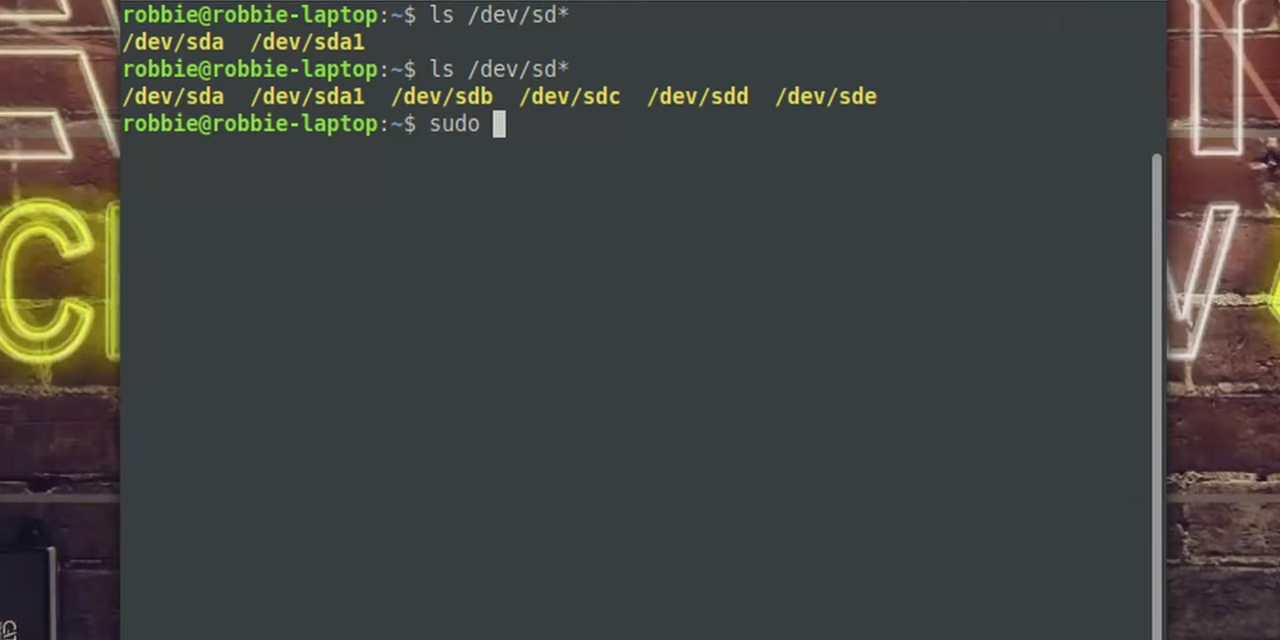 robbie@robbie-laptop:~$ ls /dev/sd*
/dev/sda  /dev/sda1
robbie@robbie-laptop:~$ ls /dev/sd*
/dev/sda  /dev/sda1  /dev/sdb  /dev/sdc  /dev/sdd  /dev/sde
robbie@robbie-laptop:~$ sudo